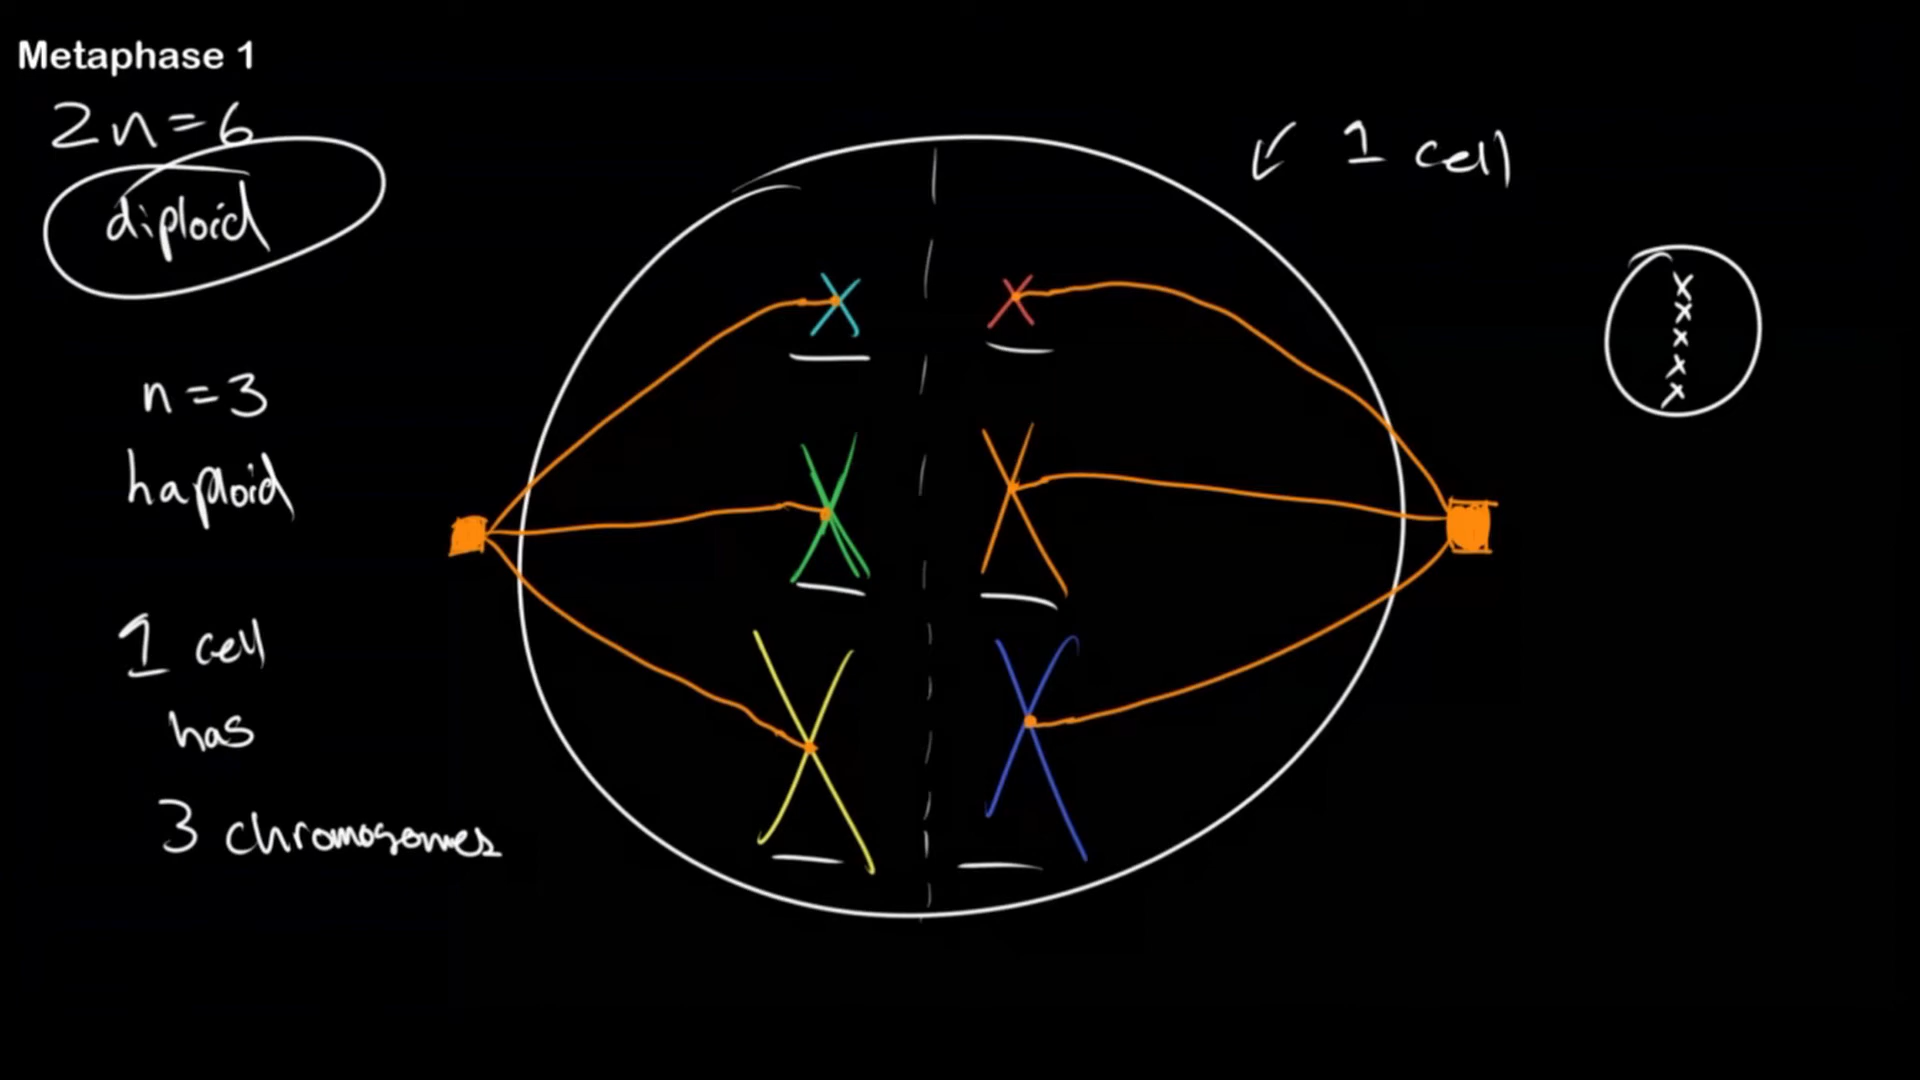 Metaphase 1
2n=6
diploid
1 cell
n=3
haploid
1 cell
has
3 chromosomes